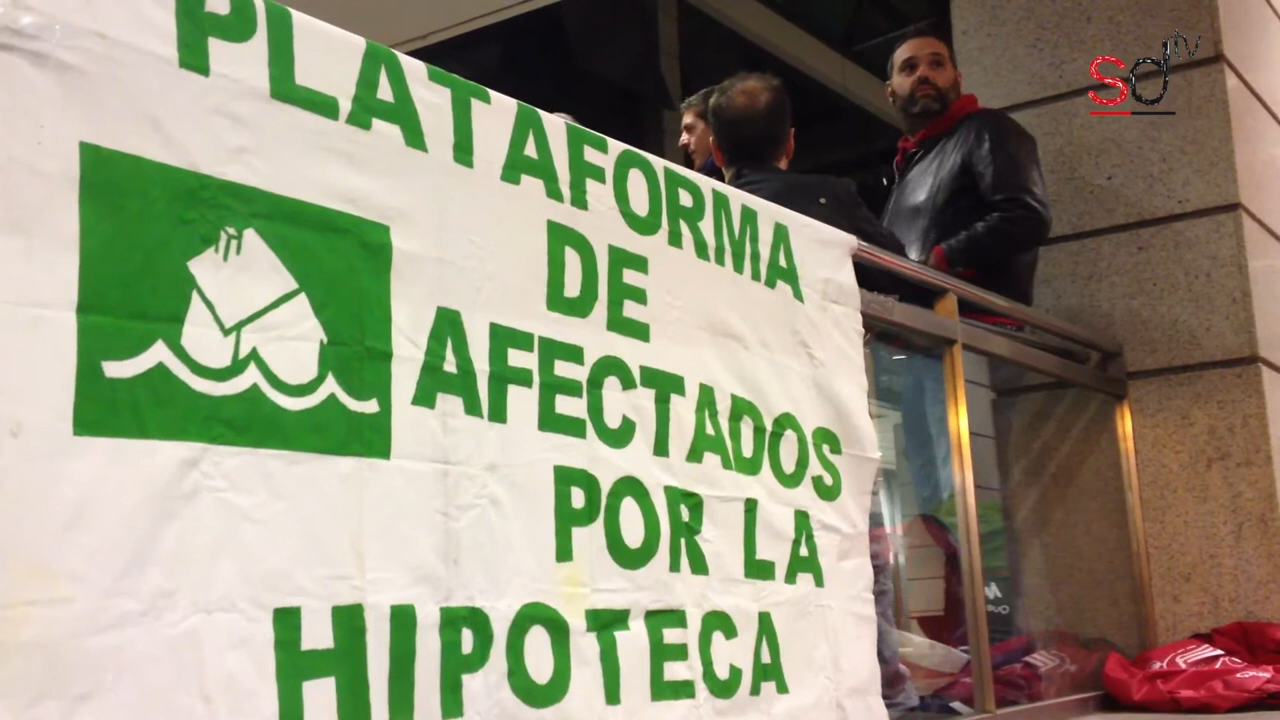 PLATAFORMA
DE
AFECTADOS
POR LA
HIPOTECA
sd tv